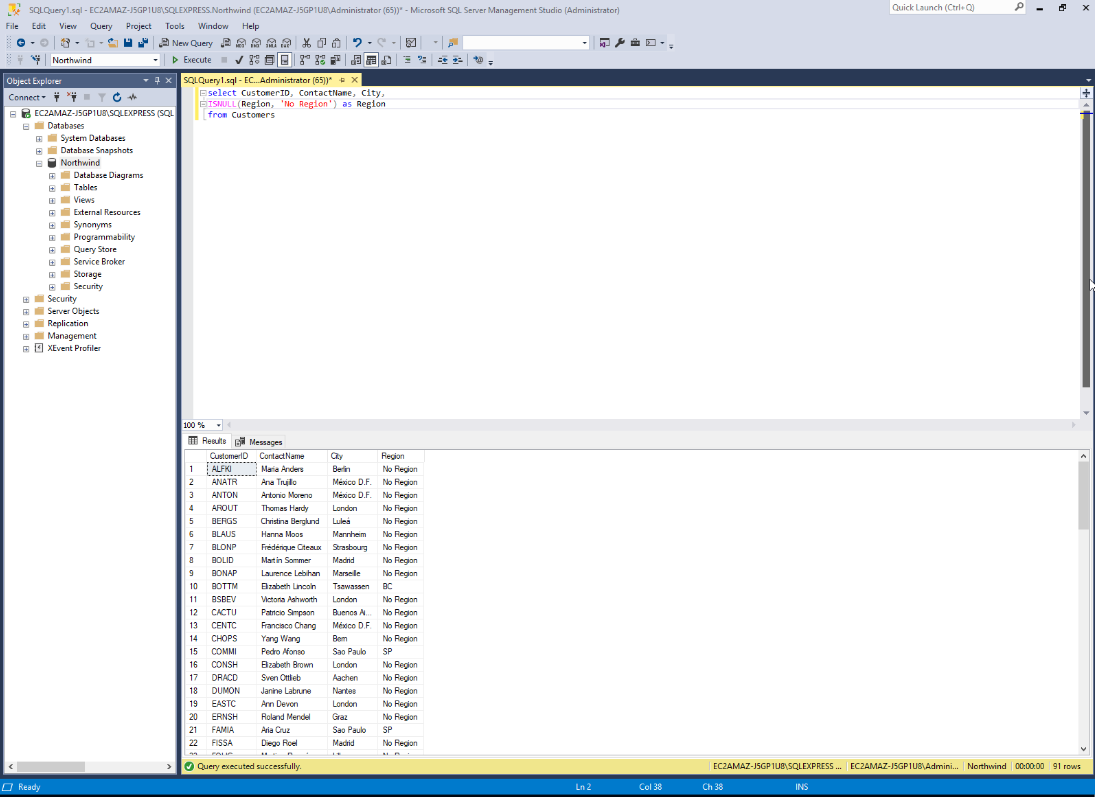 SQLQuery1.sql - EC2AMAZ-J5GP1U8\SQLEXPRESS.Northwind (EC2AMAZ-J5GP1U8\Administrator (65))* - Microsoft SQL Server Management Studio (Administrator)
Quick Launch (Ctrl+Q)
File Edit View Query Project Tools Window Help
New Query
Northwind Execute
Object Explorer
SQLQuery1.sql - EC...Administrator (65))*
Connect
EC2AMAZ-J5GP1U8\SQLEXPRESS (SQL
Databases
System Databases
Database Snapshots
Northwind
Database Diagrams
Tables
Views
External Resources
Synonyms
Programmability
Query Store
Service Broker
Storage
Security
Security
Server Objects
Replication
Management
XEvent Profiler
select CustomerID, ContactName, City,
ISNULL(Region, 'No Region') as Region
from Customers
100 %
Results Messages
CustomerID ContactName City Region
1 ALFKI Maria Anders Berlin No Region
2 ANATR Ana Trujillo México D.F. No Region
3 ANTON Antonio Moreno México D.F. No Region
4 AROUT Thomas Hardy London No Region
5 BERGS Christina Berglund Luleå No Region
6 BLAUS Hanna Moos Mannheim No Region
7 BLONP Frédérique Citeaux Strasbourg No Region
8 BOLID Martín Sommer Madrid No Region
9 BONAP Laurence Lebihan Marseille No Region
10 BOTTM Elizabeth Lincoln Tsawassen BC
11 BSBEV Victoria Ashworth London No Region
12 CACTU Patricio Simpson Buenos Ai... No Region
13 CENTC Francisco Chang México D.F. No Region
14 CHOPS Yang Wang Bern No Region
15 COMMI Pedro Afonso Sao Paulo SP
16 CONSH Elizabeth Brown London No Region
17 DRACD Sven Ottlieb Aachen No Region
18 DUMON Janine Labrune Nantes No Region
19 EASTC Ann Devon London No Region
20 ERNSH Roland Mendel Graz No Region
21 FAMIA Aria Cruz Sao Paulo SP
22 FISSA Diego Roel Madrid No Region
Query executed successfully.
EC2AMAZ-J5GP1U8\SQLEXPRESS ... EC2AMAZ-J5GP1U8\Admini... Northwind 00:00:00 91 rows
Ready Ln 2 Col 38 Ch 38 INS